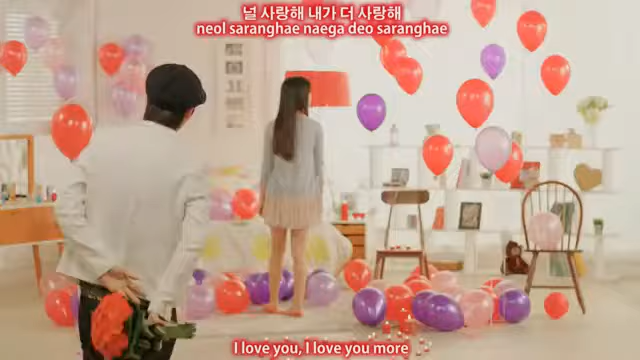 널 사랑해 내가 더 사랑해
neol saranghae naega deo saranghae
I love you, I love you more